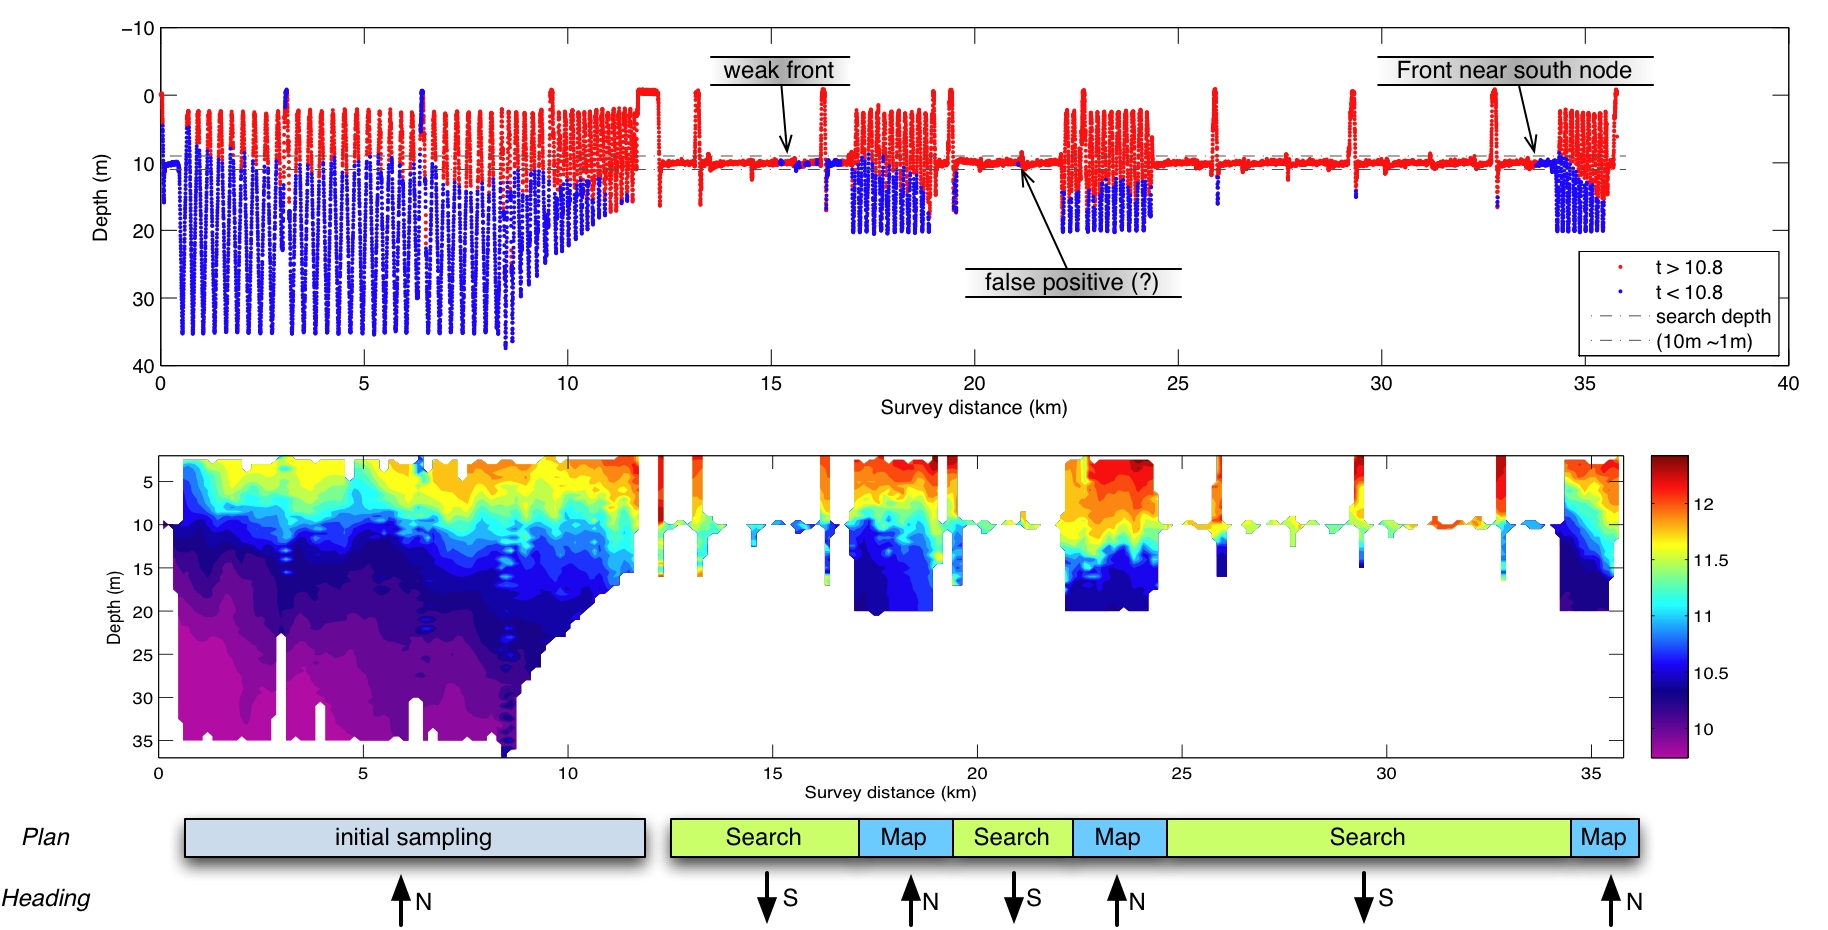 −10
0
10
20
30
40
Depth (m)
weak front
Front near south node
false positive (?)
t > 10.8
t < 10.8
search depth
(10m ~1m)
0 5 10 15 20 25 30 35 40
Survey distance (km)
5
10
15
20
25
30
35
Depth (m)
12
11.5
11
10.5
10
0 5 10 15 20 25 30 35
Survey distance (km)
Plan initial sampling Search Map Search Map Search Map
Heading N S N S N S N